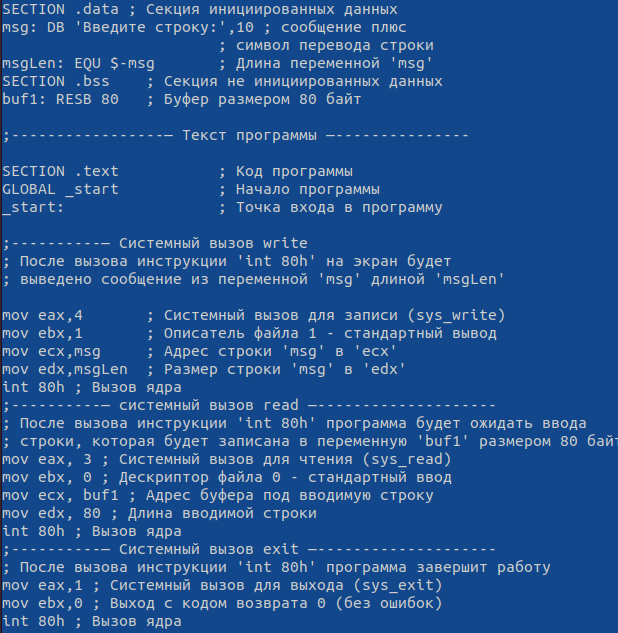 SECTION .data ; Секция инициированных данных
msg: DB 'Введите строку:',10 ; сообщение плюс
; символ перевода строки
msgLen: EQU $-msg ; Длина переменной 'msg'
SECTION .bss ; Секция не инициированных данных
buf1: RESB 80 ; Буфер размером 80 байт
;-----------------— Текст программы —---------------
SECTION .text ; Код программы
GLOBAL _start ; Начало программы
_start: ; Точка входа в программу
;----------— Системный вызов write
; После вызова инструкции 'int 80h' на экран будет
; выведено сообщение из переменной 'msg' длиной 'msgLen'
mov eax,4 ; Системный вызов для записи (sys_write)
mov ebx,1 ; Описатель файла 1 - стандартный вывод
mov ecx,msg ; Адрес строки 'msg' в 'ecx'
mov edx,msgLen ; Размер строки 'msg' в 'edx'
int 80h ; Вызов ядра
;----------— системный вызов read —--------------------
; После вызова инструкции 'int 80h' программа будет ожидать ввода
; строки, которая будет записана в переменную 'buf1' размером 80 байт
mov eax, 3 ; Системный вызов для чтения (sys_read)
mov ebx, 0 ; Дескриптор файла 0 - стандартный ввод
mov ecx, buf1 ; Адрес буфера под вводимую строку
mov edx, 80 ; Длина вводимой строки
int 80h ; Вызов ядра
;----------— Системный вызов exit —--------------------
; После вызова инструкции 'int 80h' программа завершит работу
mov eax,1 ; Системный вызов для выхода (sys_exit)
mov ebx,0 ; Выход с кодом возврата 0 (без ошибок)
int 80h ; Вызов ядра